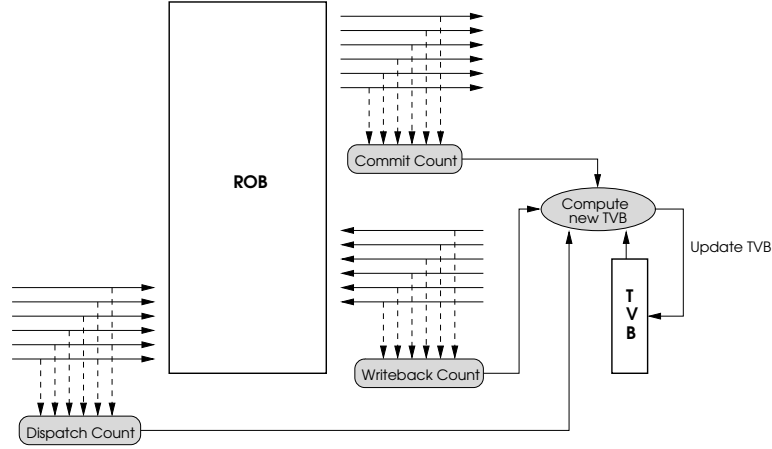 ROB
Commit Count
Compute
new TVB
Update TVB
T
V
B
Writeback Count
Dispatch Count